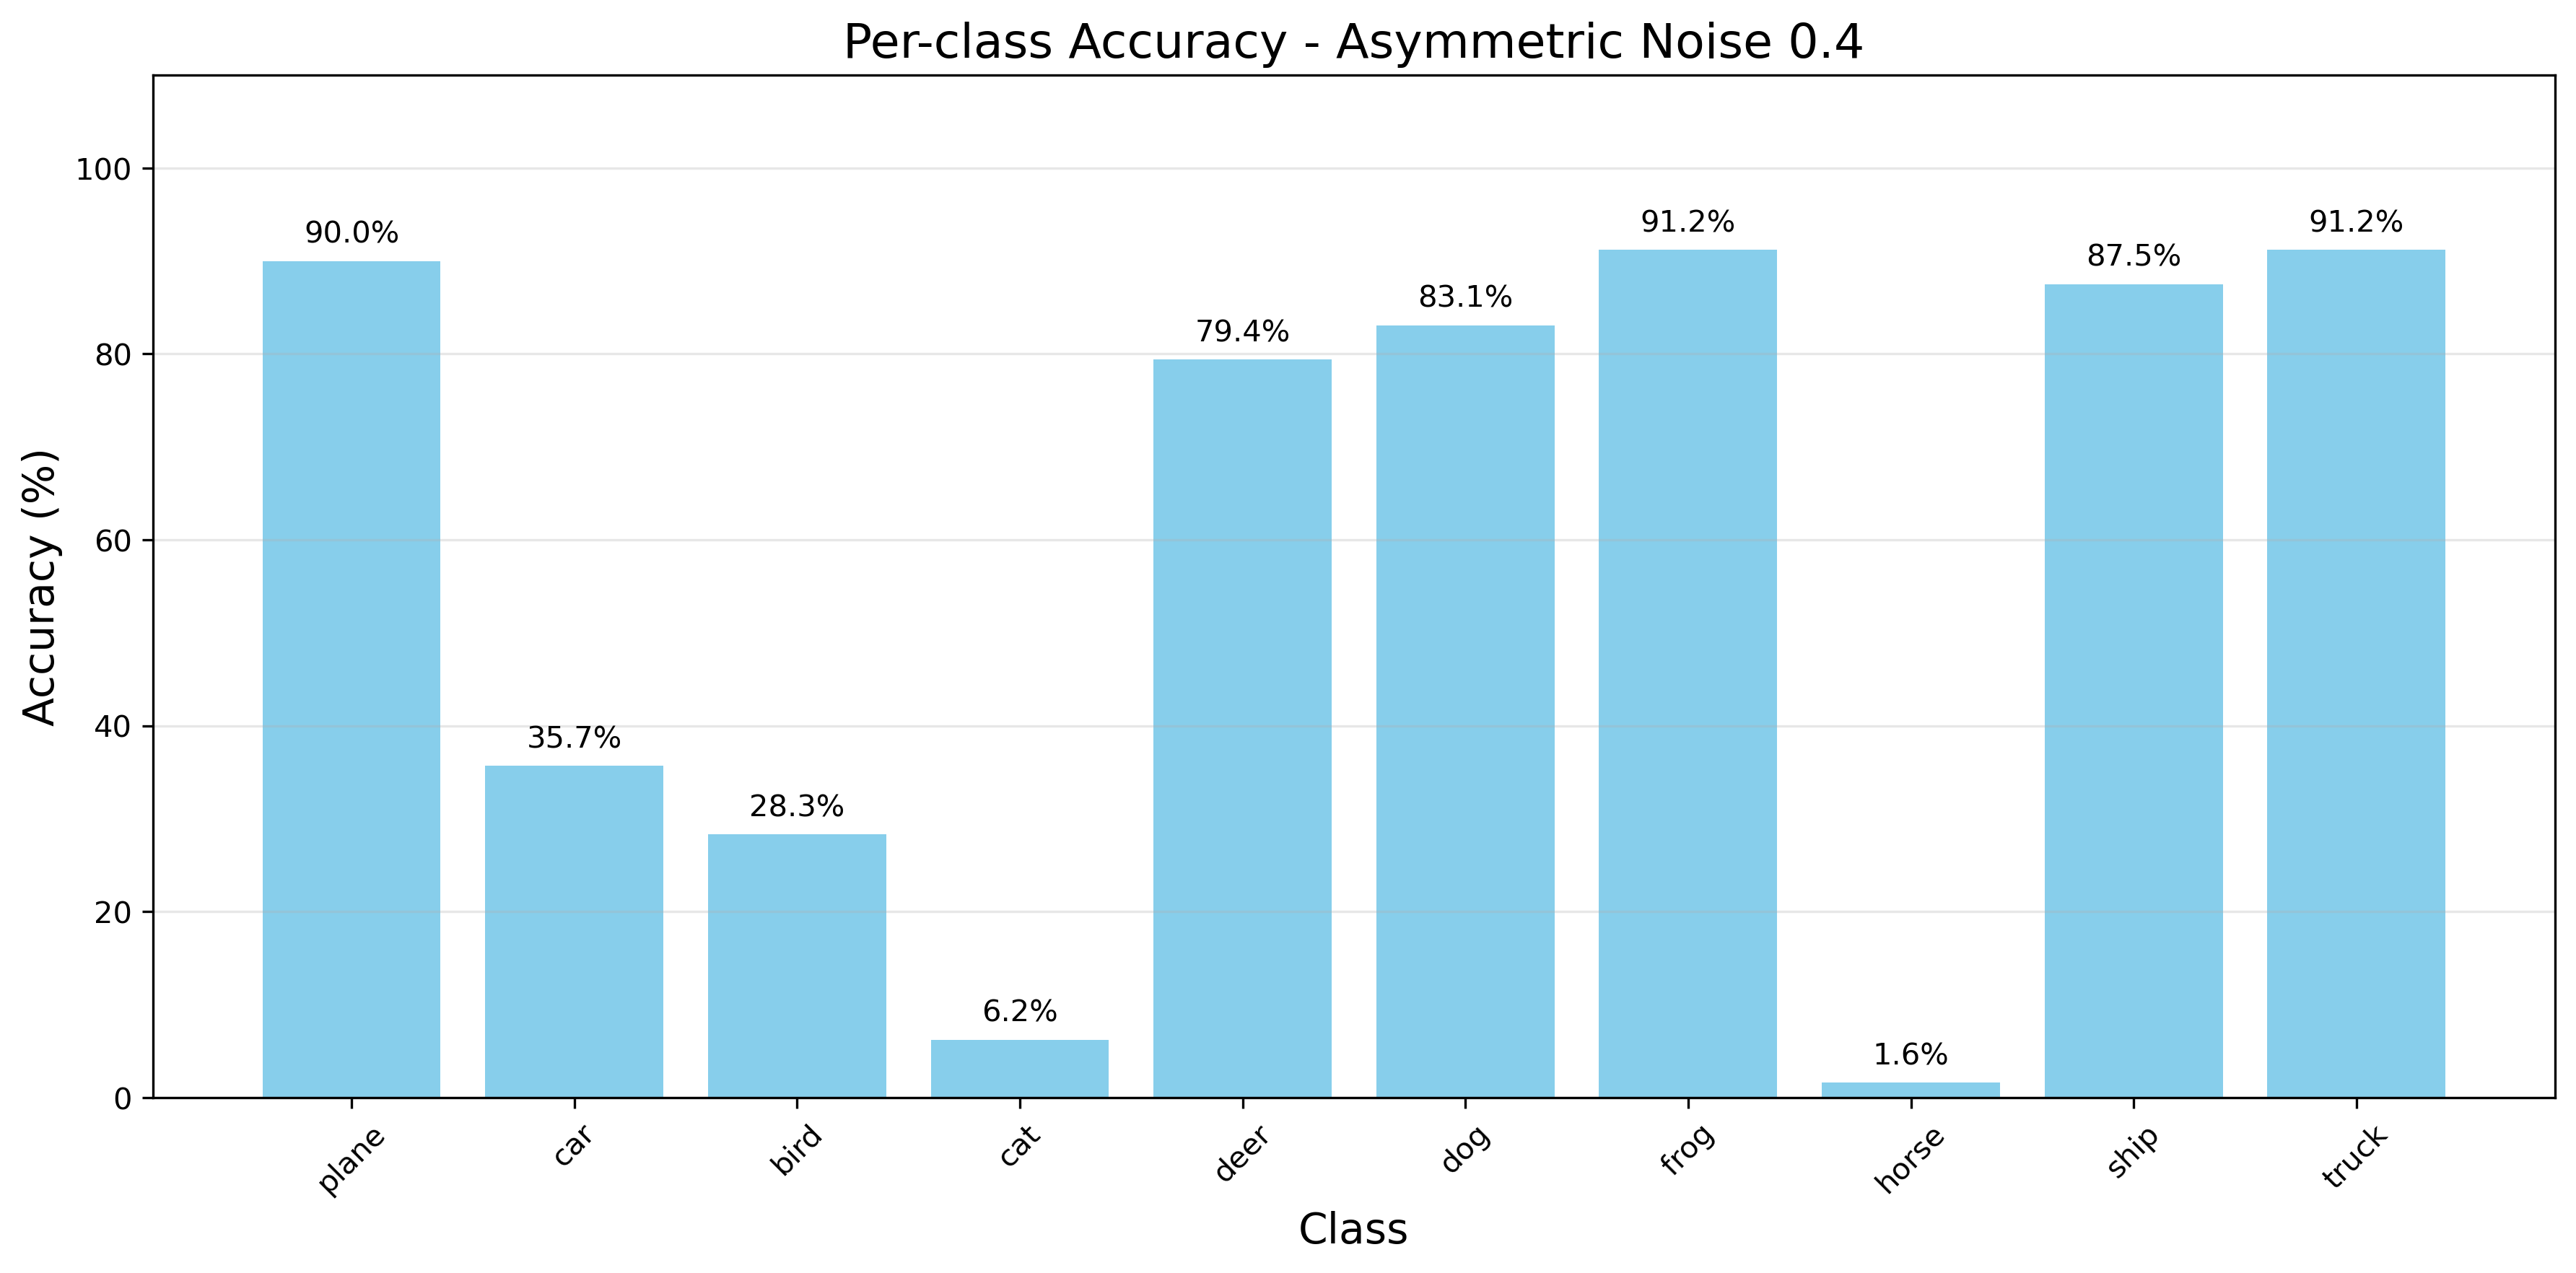 Per-class Accuracy - Asymmetric Noise 0.4
Accuracy (%)
100
80
60
40
20
0
90.0%
35.7%
28.3%
6.2%
79.4%
83.1%
91.2%
1.6%
87.5%
91.2%
plane
car
bird
cat
deer
dog
frog
horse
ship
truck
Class